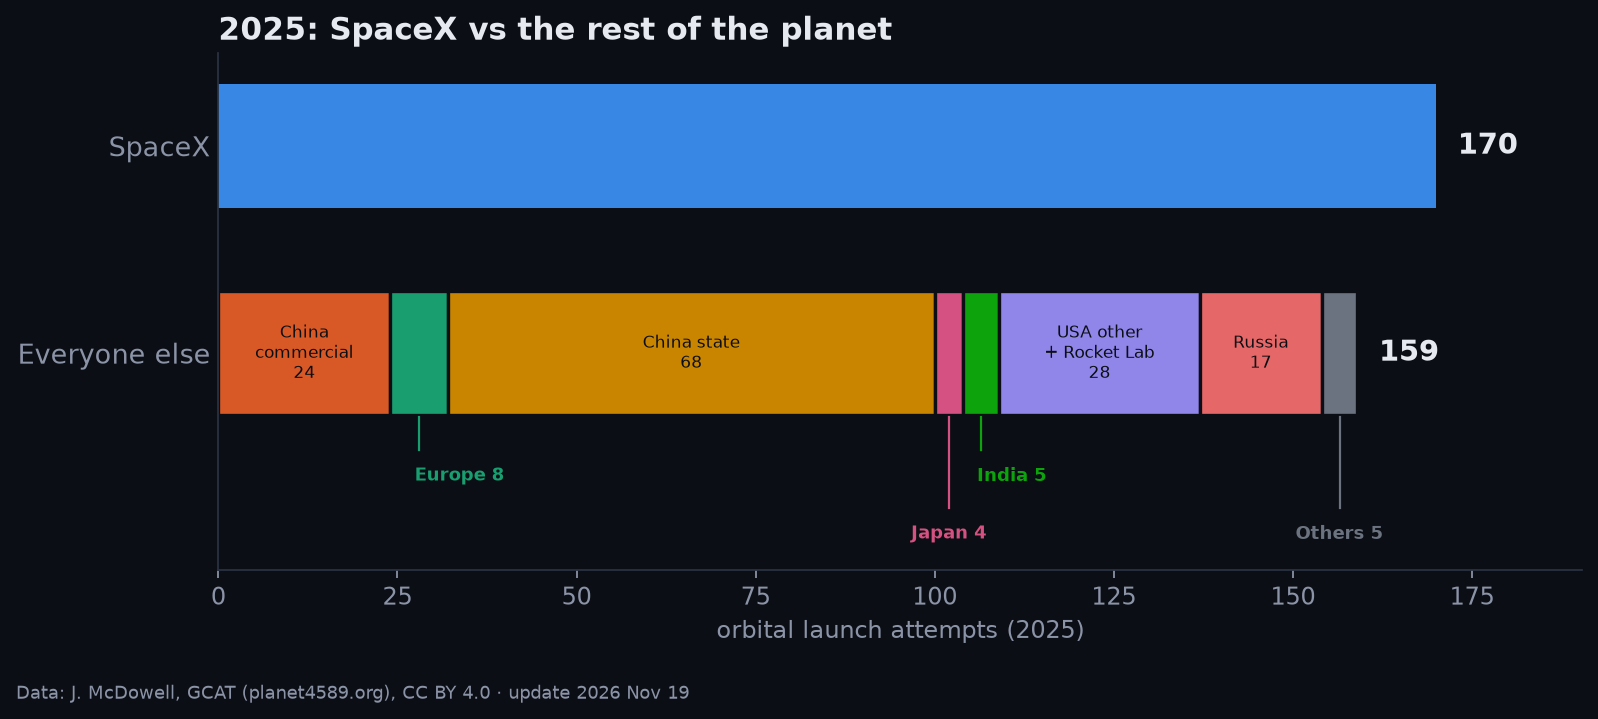 2025: SpaceX vs the rest of the planet
SpaceX
170
Everyone else
China
commercial
24
China state
68
USA other
+ Rocket Lab
28
Russia
17
159
Europe 8
India 5
Japan 4
Others 5
0 25 50 75 100 125 150 175
orbital launch attempts (2025)
Data: J. McDowell, GCAT (planet4589.org), CC BY 4.0 · update 2026 Nov 19